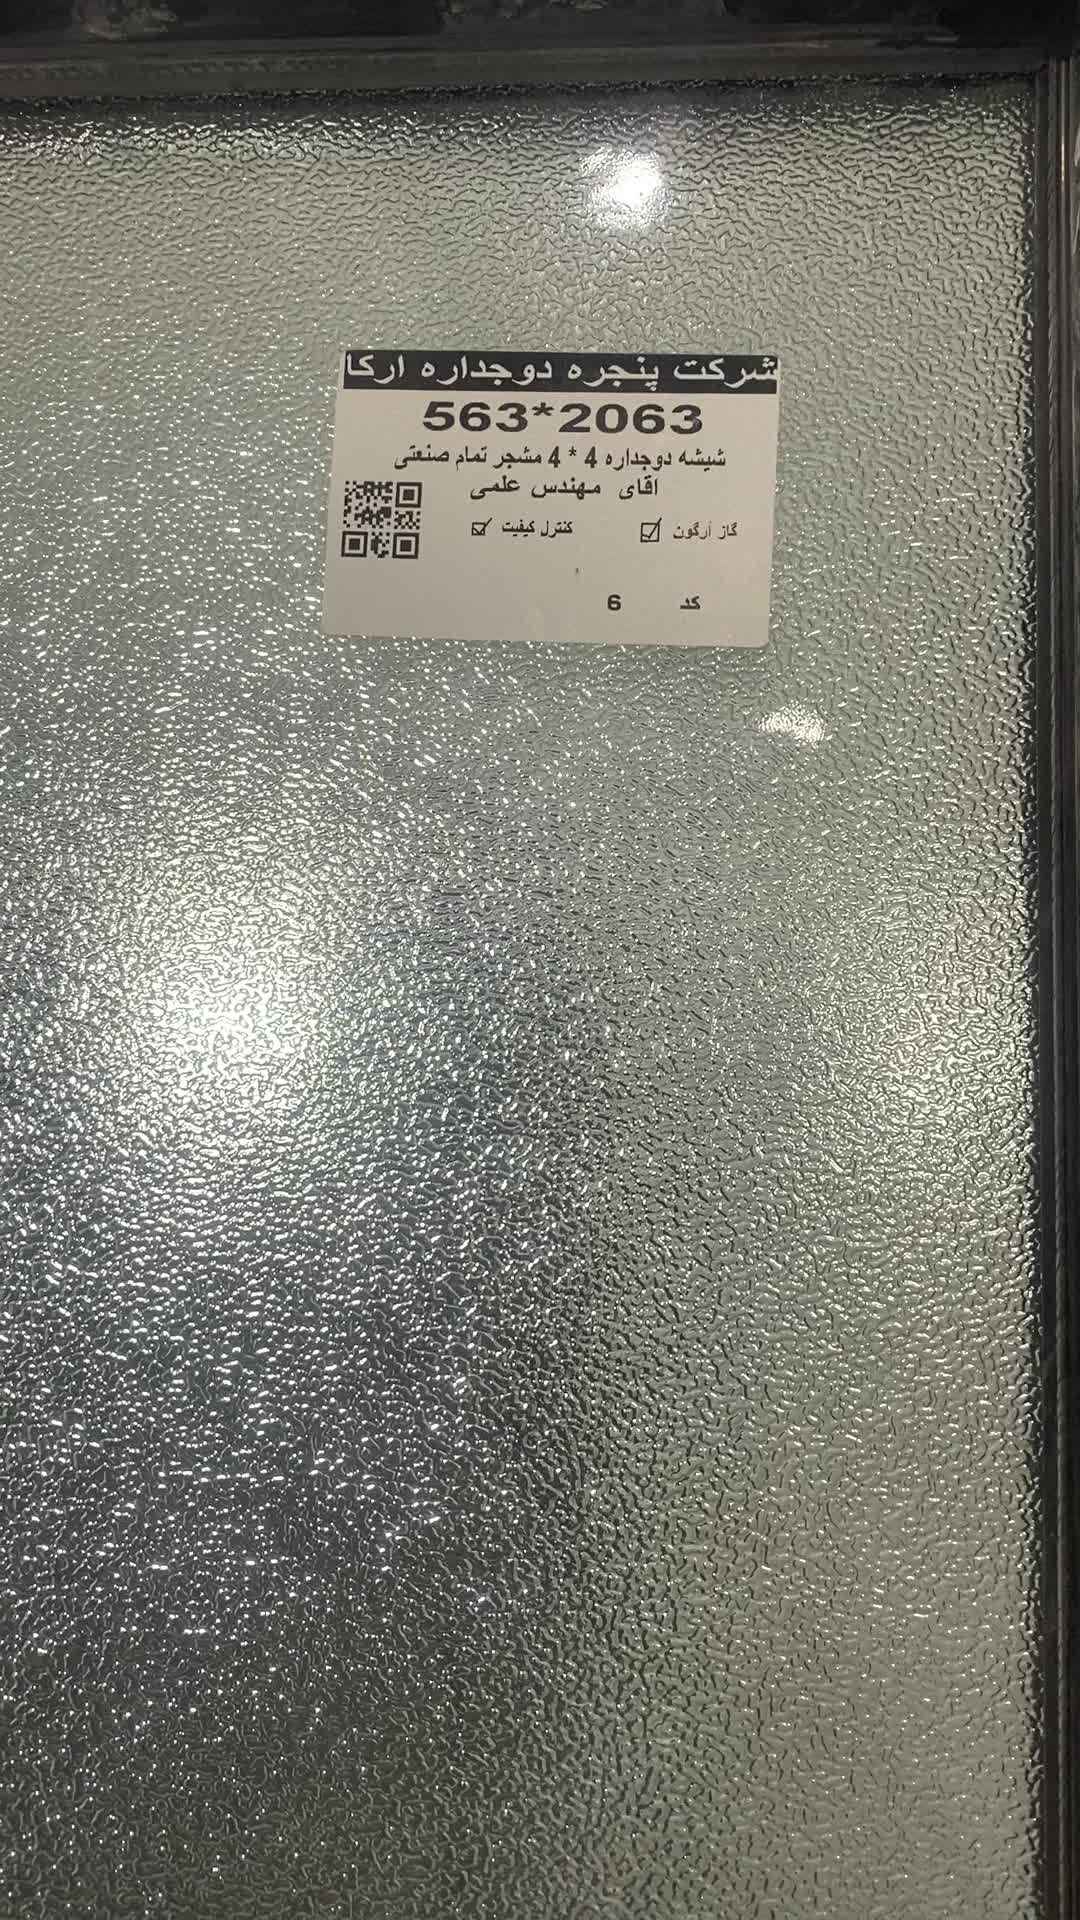 شرکت پنجره دوجداره ارکا
563*2063
شیشه دوجداره 4 * 4 مشجر تمام صنعتی
اقای مهندس علمی
گاز آرگون ☑ کنترل کیفیت ☑
کد 6